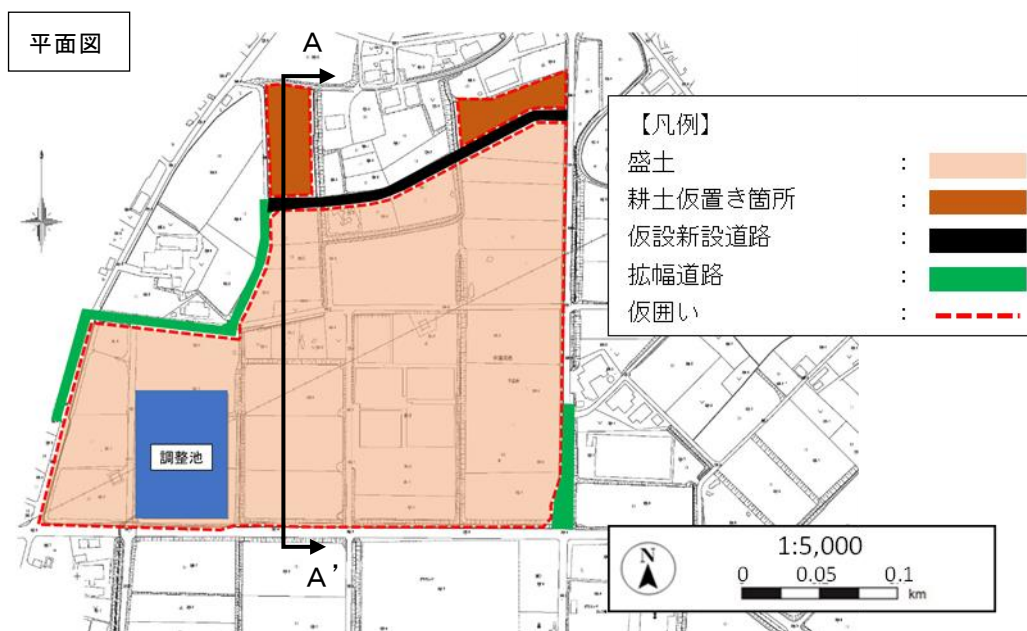 平面図
A
【凡例】
盛土 :
耕土仮置き箇所 :
仮設新設道路 :
拡幅道路 :
仮囲い :
調整池
A’
N
1:5,000
0 0.05 0.1
km